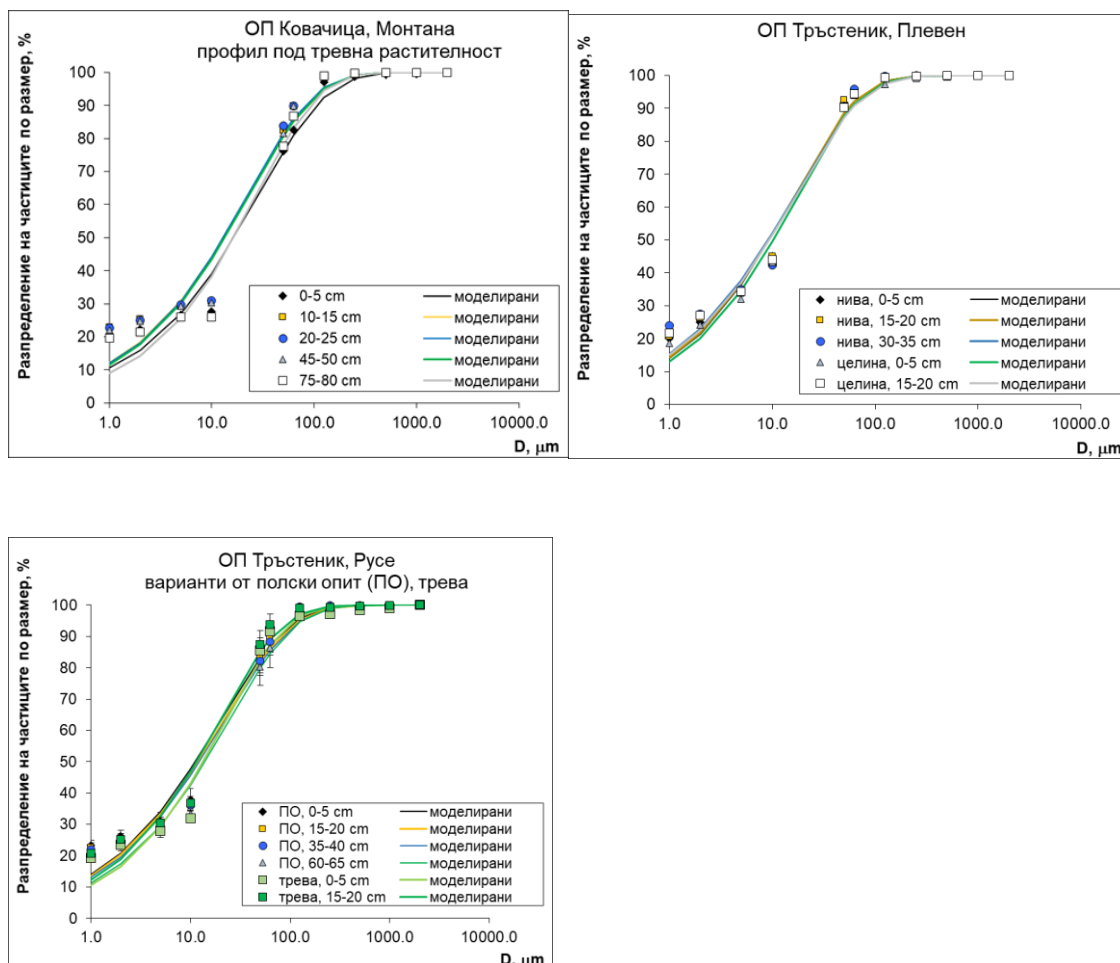 ОП Ковачица, Монтана
профил под тревна растителност
Разпределение на частиците по размер, %
100
90
80
70
60
50
40
30
20
10
0
0-5 cm моделирани
10-15 cm моделирани
20-25 cm моделирани
45-50 cm моделирани
75-80 cm моделирани
1.0 10.0 100.0 1000.0 10000.0
D, μm
ОП Тръстеник, Плевен
Разпределение на частиците по размер, %
100
90
80
70
60
50
40
30
20
10
0
нива, 0-5 cm моделирани
нива, 15-20 cm моделирани
нива, 30-35 cm моделирани
целина, 0-5 cm моделирани
целина, 15-20 cm моделирани
1.0 10.0 100.0 1000.0 10000.0
D, μm
ОП Тръстеник, Русе
варианти от полски опит (ПО), трева
Разпределение на частиците по размер, %
100
90
80
70
60
50
40
30
20
10
0
ПО, 0-5 cm моделирани
ПО, 15-20 cm моделирани
ПО, 35-40 cm моделирани
ПО, 60-65 cm моделирани
трева, 0-5 cm моделирани
трева, 15-20 cm моделирани
1.0 10.0 100.0 1000.0 10000.0
D, μm